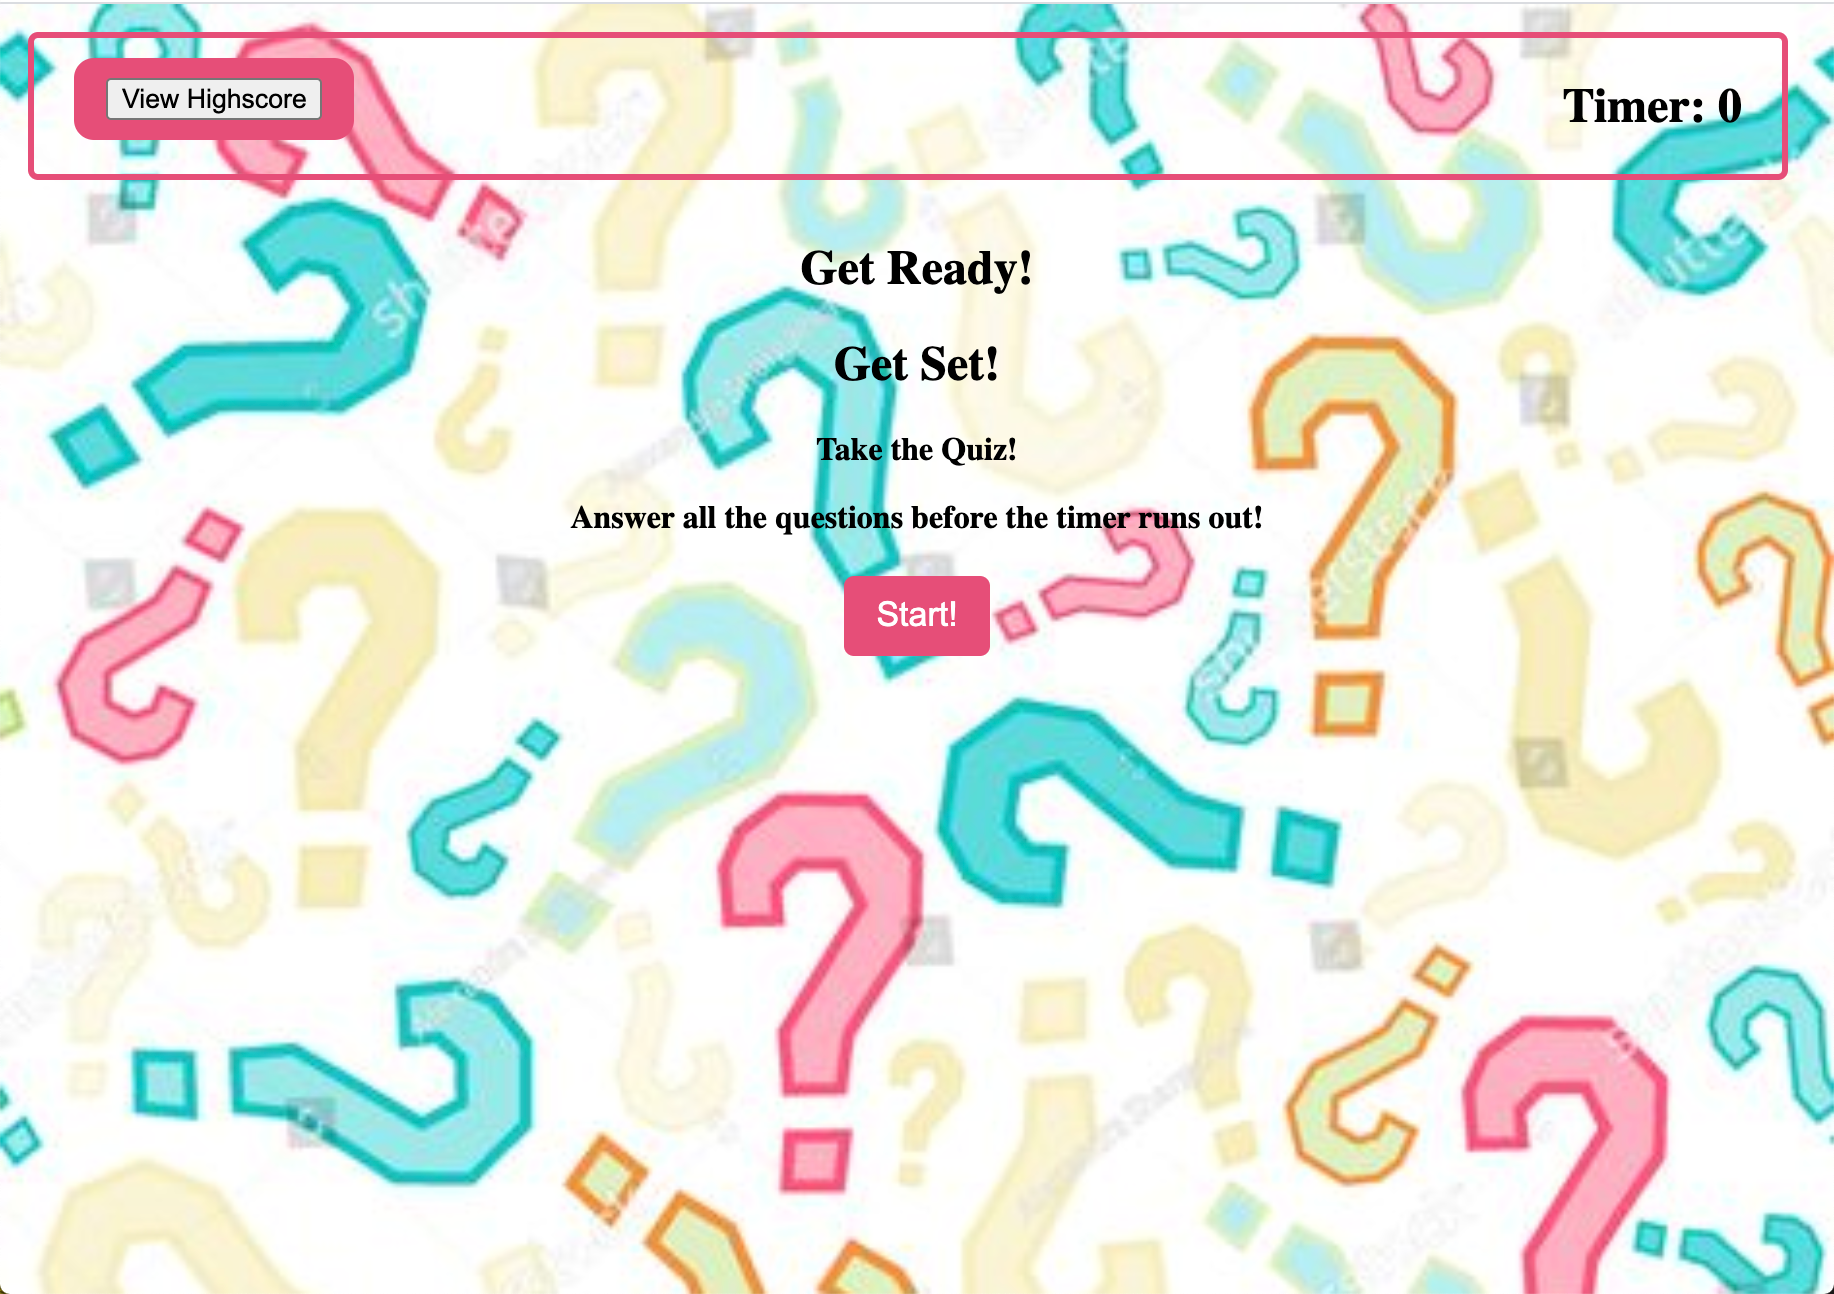 View Highscore
Timer: 0
Get Ready!
Get Set!
Take the Quiz!
Answer all the questions before the timer runs out!
Start!